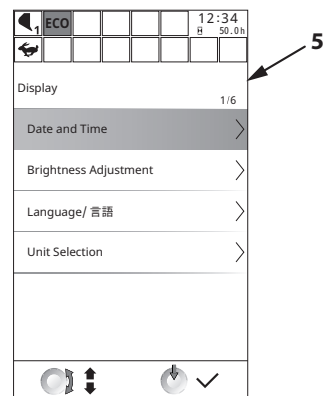 1 ECO 12:34
50.0h
5
Display
1/6
Date and Time
Brightness Adjustment
Language/ 言語
Unit Selection